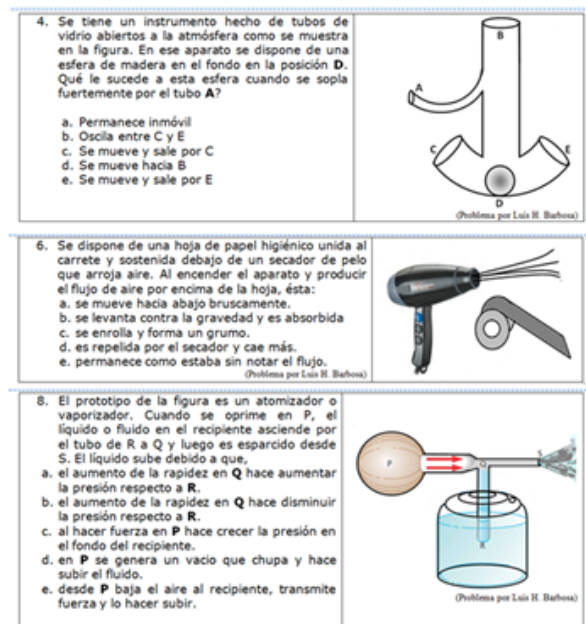 4. Se tiene un instrumento hecho de tubos de
vidrio abiertos a la atmósfera como se muestra
en la figura. En ese aparato se dispone de una
esfera de madera en el fondo en la posición D.
Qué le sucede a esta esfera cuando se sopla
fuertemente por el tubo A?
a. Permanece inmóvil
b. Oscila entre C y E
c. Se mueve y sale por C
d. Se mueve hacia B
e. Se mueve y sale por E
B
A
C
E
D
(Problema por Luis H. Barbosa)
6. Se dispone de una hoja de papel higiénico unida al
carrete y sostenida debajo de un secador de pelo
que arroja aire. Al encender el aparato y producir
el flujo de aire por encima de la hoja, ésta:
a. se mueve hacia abajo bruscamente.
b. se levanta contra la gravedad y es absorbida
c. se enrolla y forma un grumo.
d. es repelida por el secador y cae más.
e. permanece como estaba sin notar el flujo.
(Problema por Luis H. Barbosa)
8. El prototipo de la figura es un atomizador o
vaporizador. Cuando se oprime en P, el
líquido o fluido en el recipiente asciende por
el tubo de R a Q y luego es esparcido desde
S. El líquido sube debido a que,
a. el aumento de la rapidez en Q hace aumentar
la presión respecto a R.
b. el aumento de la rapidez en Q hace disminuir
la presión respecto a R.
c. al hacer fuerza en P hace crecer la presión en
el fondo del recipiente.
d. en P se genera un vacio que chupa y hace
subir el fluido.
e. desde P baja el aire al recipiente, transmite
fuerza y lo hacer subir.
P
Q
S
R
(Problema por Luis H. Barbosa)